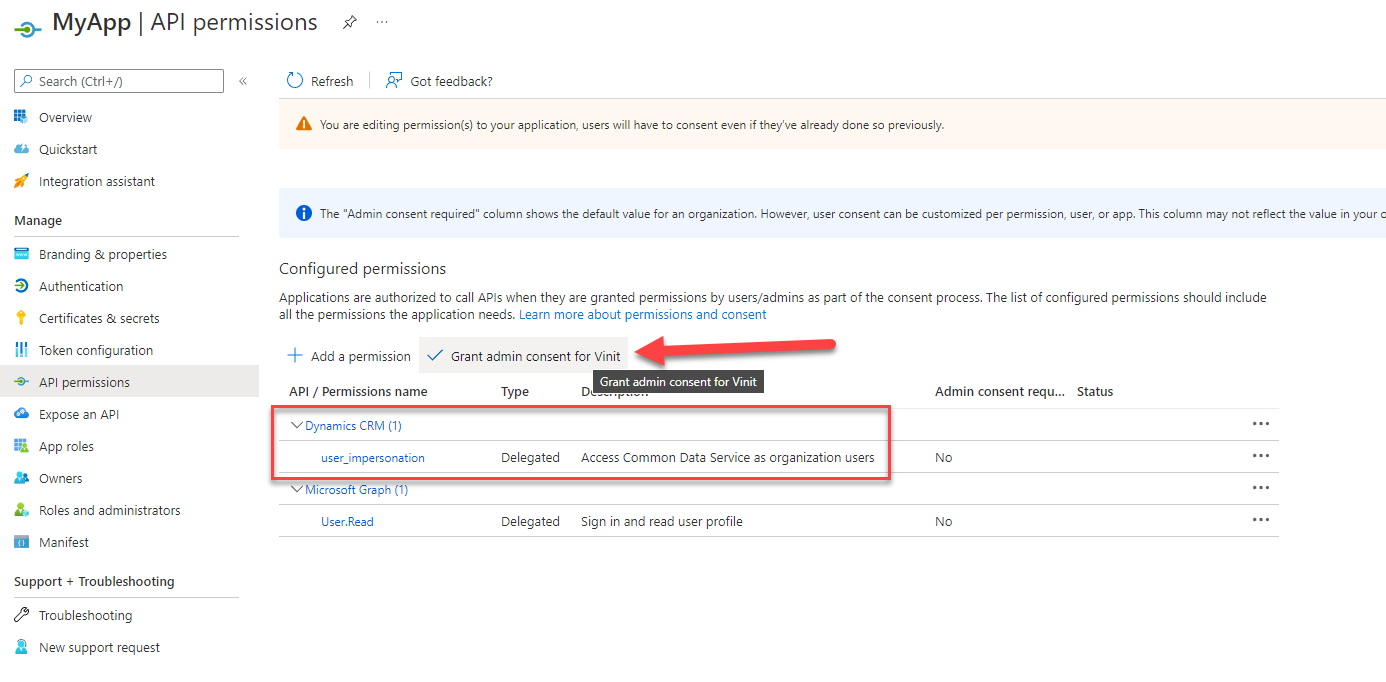 MyApp | API permissions
Search (Ctrl+/)
Overview
Quickstart
Integration assistant
Manage
Branding & properties
Authentication
Certificates & secrets
Token configuration
API permissions
Expose an API
App roles
Owners
Roles and administrators
Manifest
Support + Troubleshooting
Troubleshooting
New support request
Refresh
Got feedback?
You are editing permission(s) to your application, users will have to consent even if they've already done so previously.
The "Admin consent required" column shows the default value for an organization. However, user consent can be customized per permission, user, or app. This column may not reflect the value in your o
Configured permissions
Applications are authorized to call APIs when they are granted permissions by users/admins as part of the consent process. The list of configured permissions should include
all the permissions the application needs. Learn more about permissions and consent
Add a permission Grant admin consent for Vinit
Grant admin consent for Vinit
API / Permissions name Type Description Admin consent requ... Status
Dynamics CRM (1)
user_impersonation Delegated Access Common Data Service as organization users No
Microsoft Graph (1)
User.Read Delegated Sign in and read user profile No